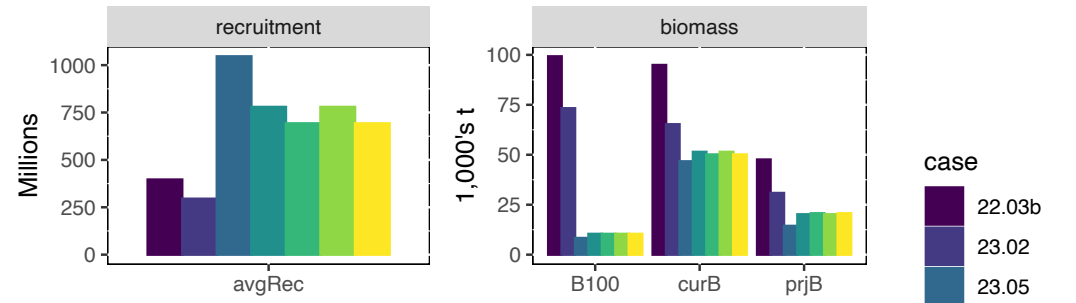 recruitment
Millions
1000
750
500
250
0
avgRec
biomass
1,000's t
100
75
50
25
0
B100 curB prjB
case
22.03b
23.02
23.05